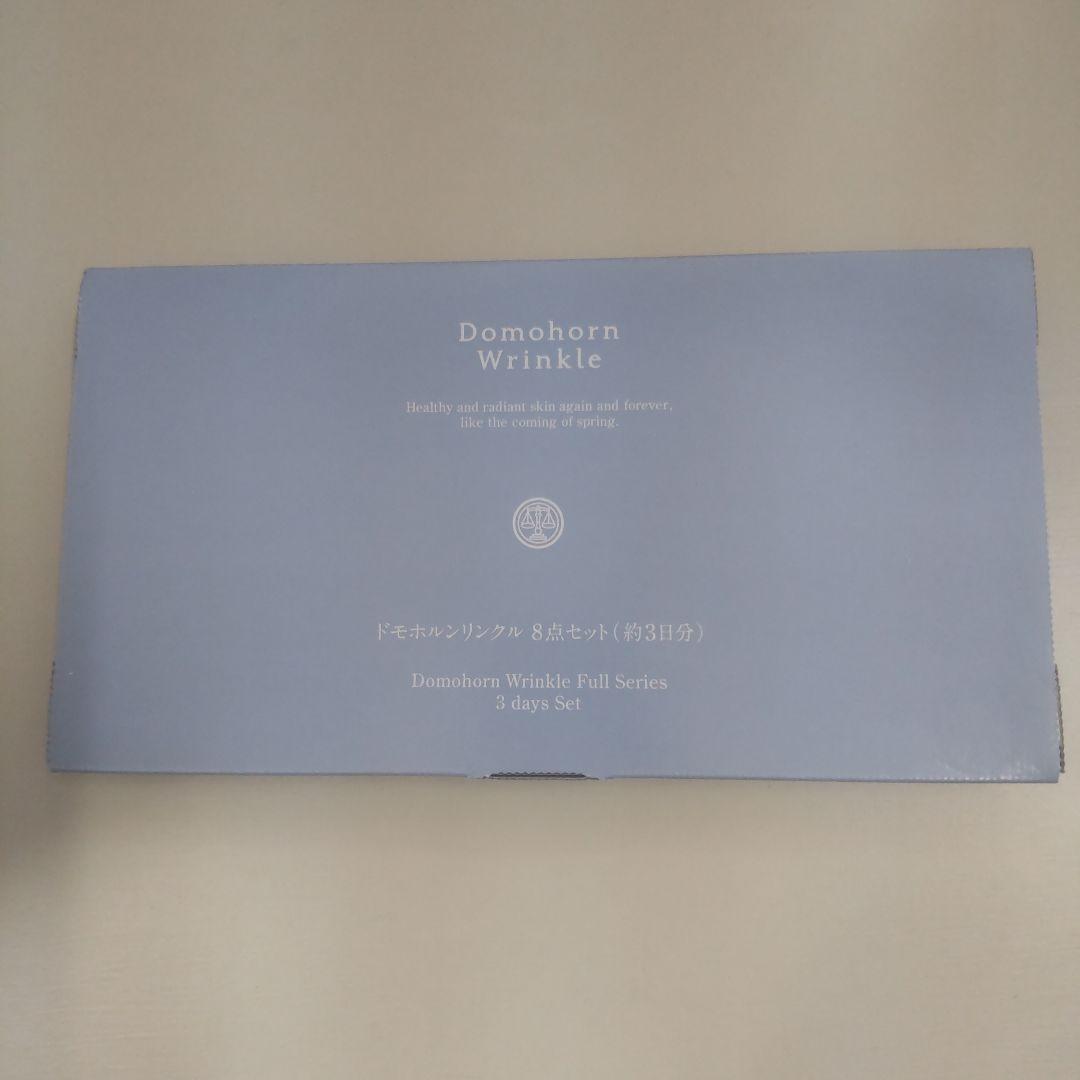 Domohorn
Wrinkle
Healthy and radiant skin again and forever,
like the coming of spring.
ドモホルンリンクル 8点セット(約3日分)
Domohorn Wrinkle Full Series
3 days Set